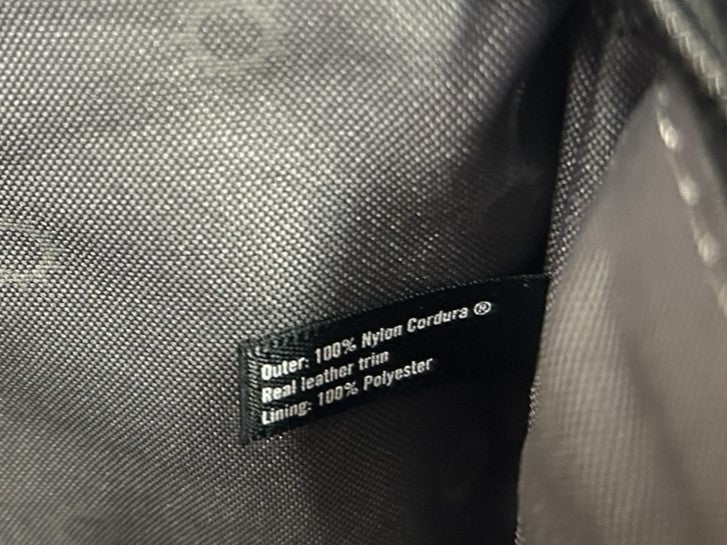 Outer: 100% Nylon Cordura ®
Real leather trim
Lining: 100% Polyester